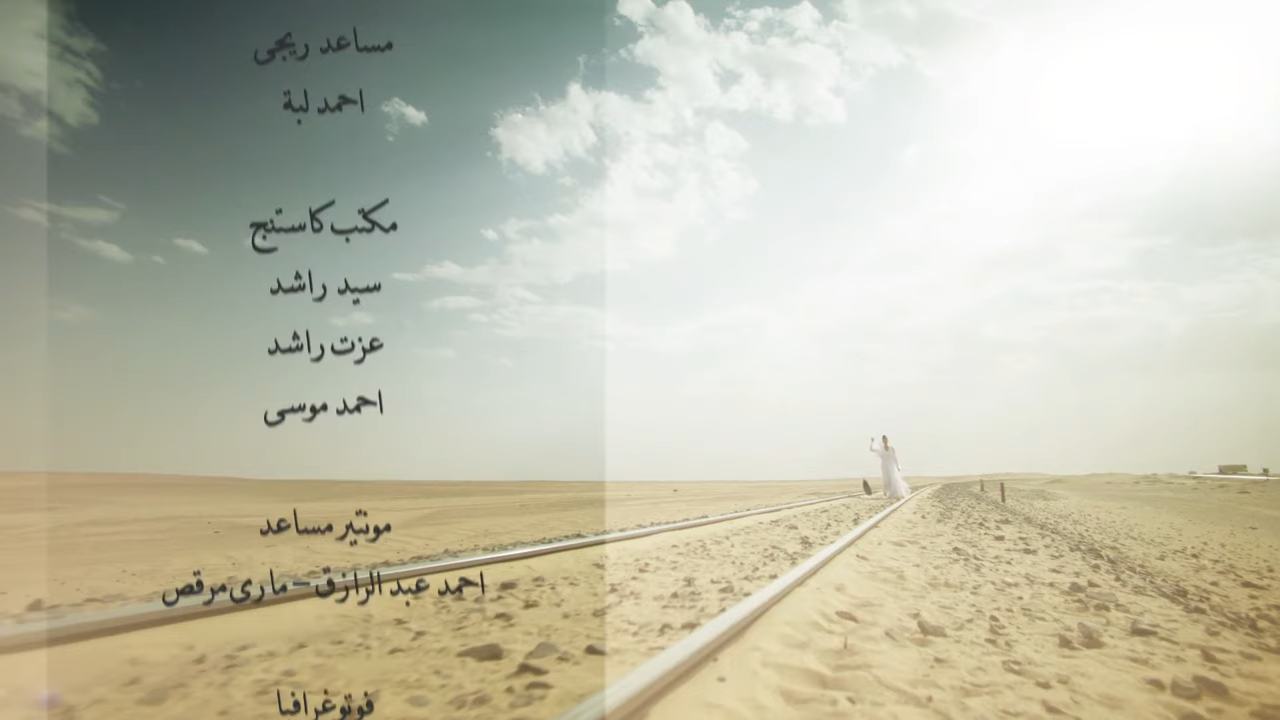 مساعد ريجى
احمد لبة
مكتب كاستنج
سيد راشد
عزت راشد
احمد موسى
مونتير مساعد
احمد عبد الرازق - مارى مرقص
فوتوغرافيا